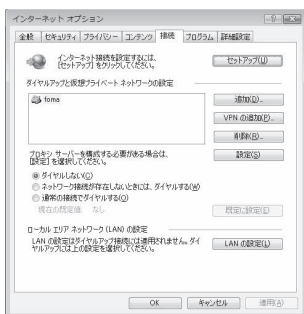 インターネット オプション
全般 セキュリティ プライバシー コンテンツ 接続 プログラム 詳細設定
インターネット接続を設定するには、
[セットアップ] をクリックしてください。
セットアップ(U)
ダイヤルアップと仮想プライベート ネットワークの設定
foma
追加(D)...
VPN の追加(P)...
削除(R)...
プロキシ サーバーを構成する必要がある場合は、
[設定] を選択してください。
設定(S)
ダイヤルしない(C)
ネットワーク接続が存在しないときには、ダイヤルする(W)
通常の接続でダイヤルする(O)
現在の既定値: なし
既定に設定(E)
ローカル エリア ネットワーク (LAN) の設定
LAN の設定はダイヤルアップ接続には適用されません。ダイ
ヤルアップには上の設定を選択してください。
LAN の設定(L)
OK キャンセル 適用(A)